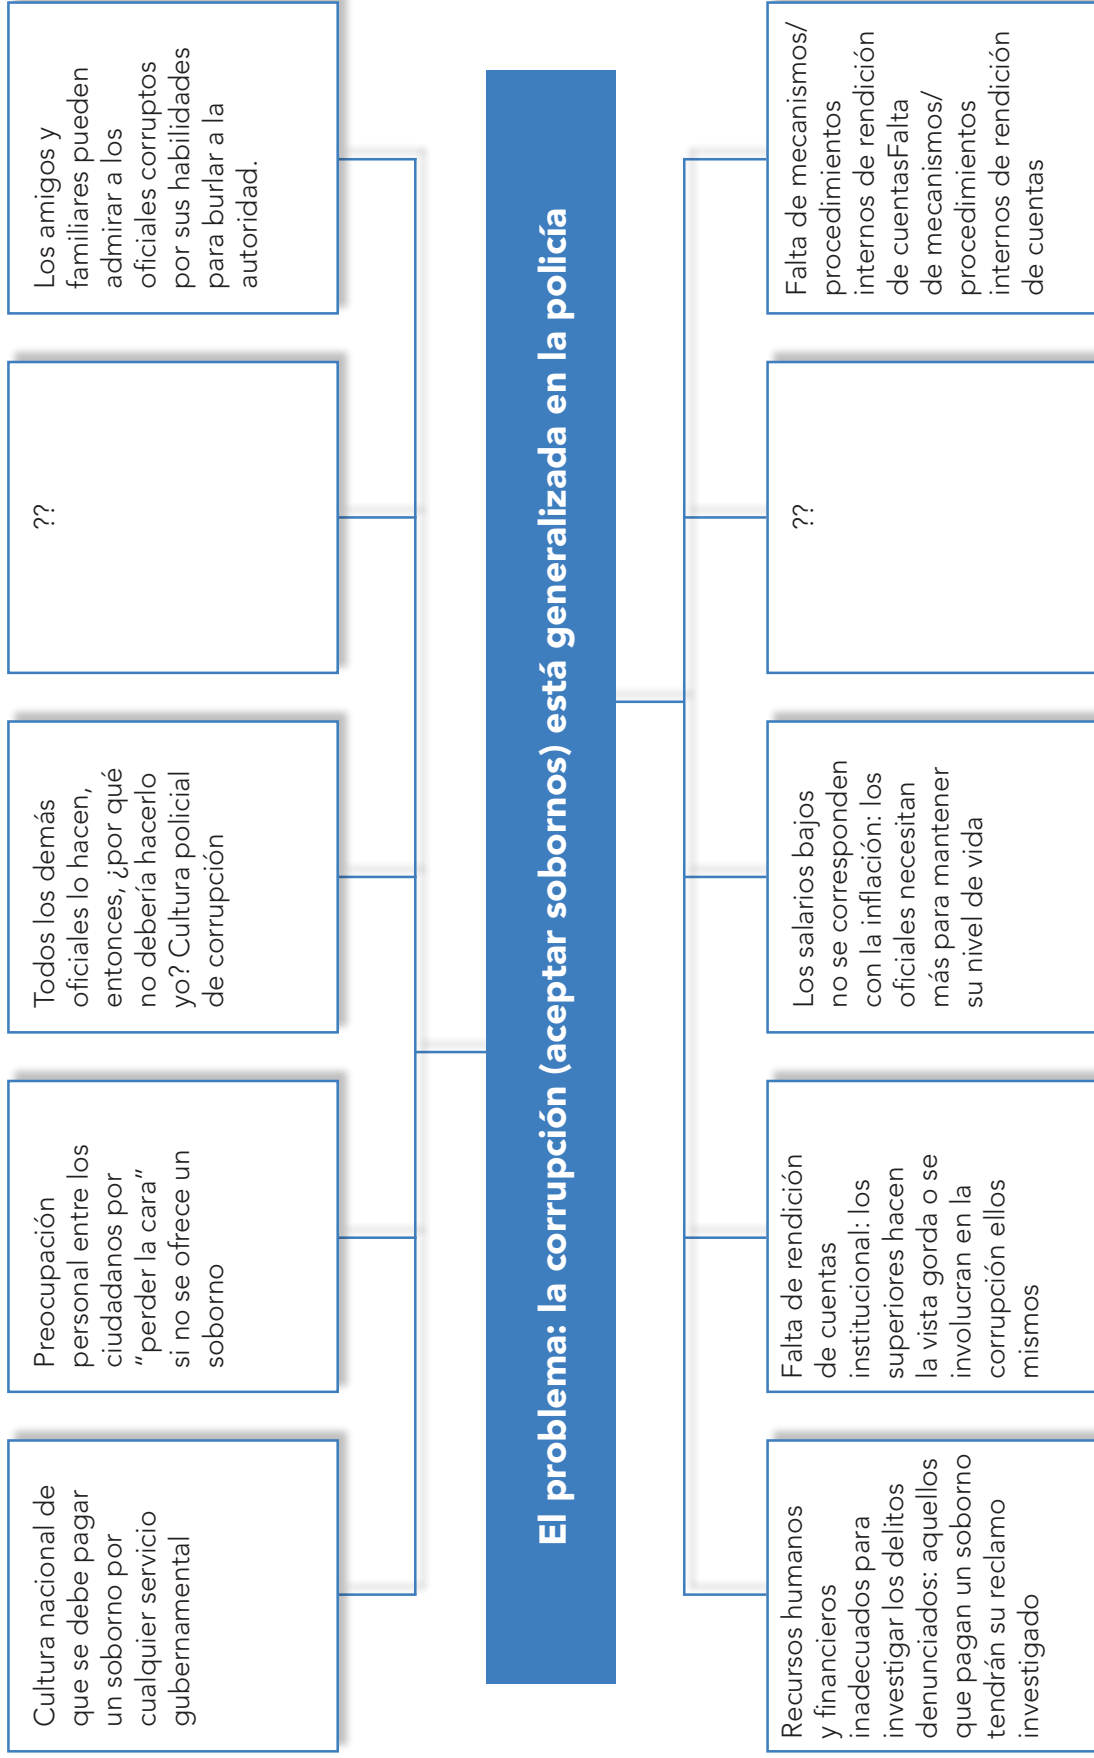 Cultura nacional de
que se debe pagar
un soborno por
cualquier servicio
gubernamental
Preocupación
personal entre los
ciudadanos por
“perder la cara”
si no se ofrece un
soborno
Todos los demás
oficiales lo hacen,
entonces, ¿por qué
no debería hacerlo
yo? Cultura policial
de corrupción
??
Los amigos y
familiares pueden
admirar a los
oficiales corruptos
por sus habilidades
para burlar a la
autoridad.
El problema: la corrupción (aceptar sobornos) está generalizada en la policía
Recursos humanos
y financieros
inadecuados para
investigar los delitos
denunciados: aquellos
que pagan un soborno
tendrán su reclamo
investigado
Falta de rendición
de cuentas
institucional: los
superiores hacen
la vista gorda o se
involucran en la
corrupción ellos
mismos
Los salarios bajos
no se corresponden
con la inflación: los
oficiales necesitan
más para mantener
su nivel de vida
??
Falta de mecanismos/
procedimientos
internos de rendición
de cuentasFalta
de mecanismos/
procedimientos
internos de rendición
de cuentas